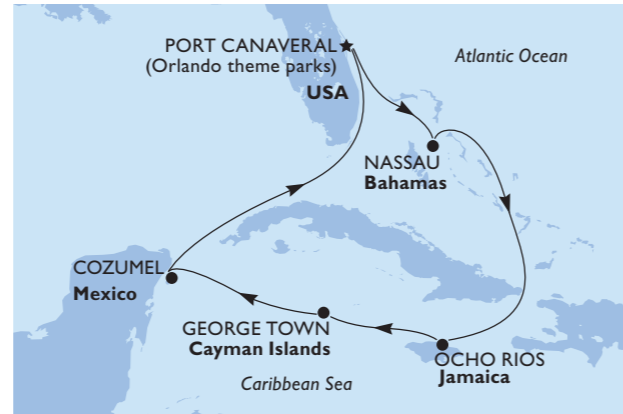 PORT CANAVERAL
(Orlando theme parks)
USA
Atlantic Ocean
NASSAU
Bahamas
COZUMEL
Mexico
GEORGE TOWN
Cayman Islands
OCHO RIOS
Jamaica
Caribbean Sea